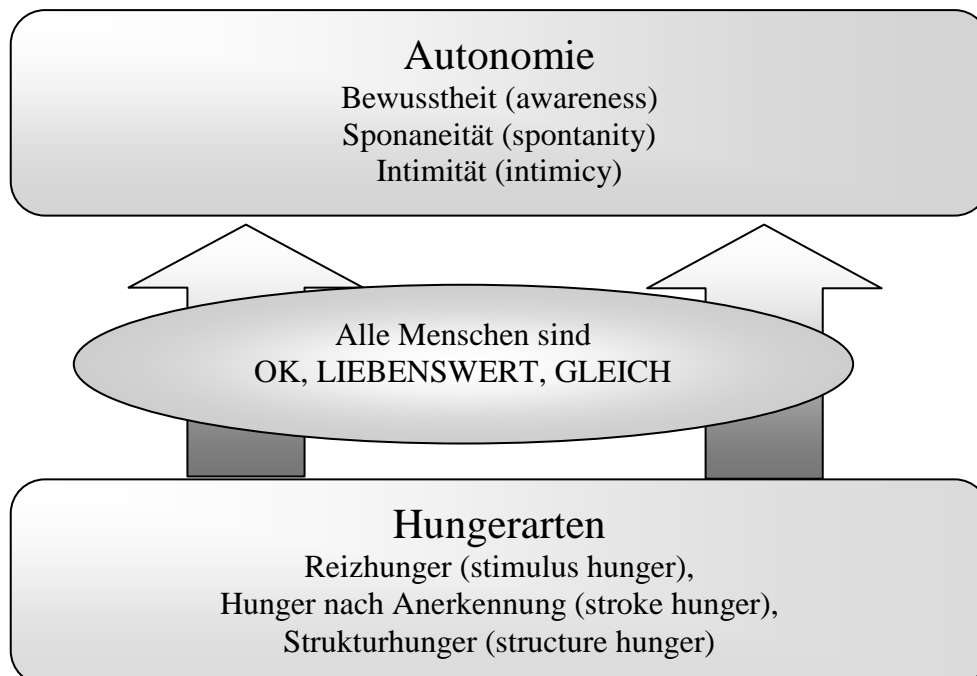 Autonomie
Bewusstheit (awareness)
Sponaneität (spontanity)
Intimität (intimicy)
Alle Menschen sind
OK, LIEBENSWERT, GLEICH
Hungerarten
Reizhunger (stimulus hunger),
Hunger nach Anerkennung (stroke hunger),
Strukturhunger (structure hunger)